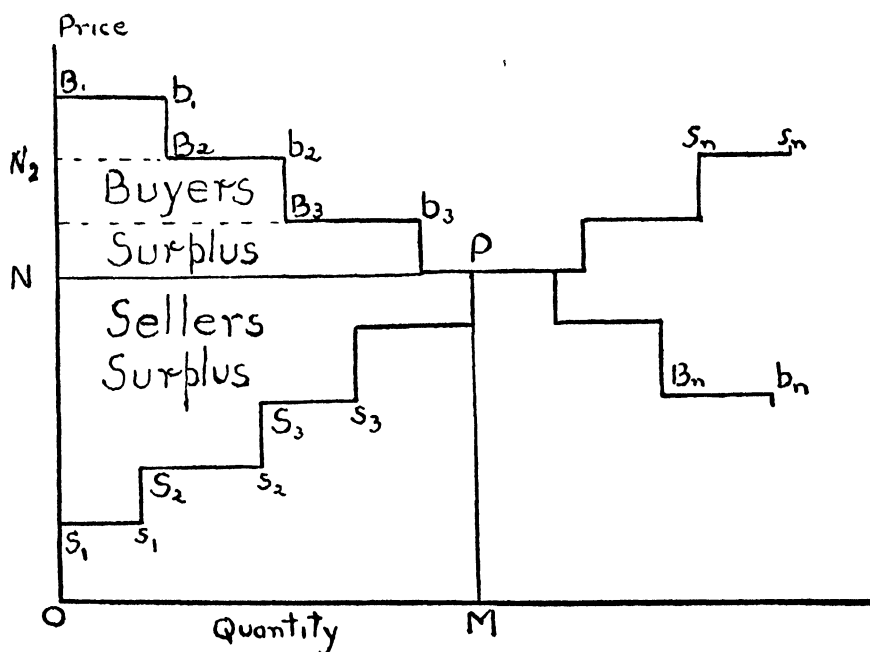 Price
B₁ b₁
N₂ B₂ b₂ Sₙ sₙ
Buyers
B₃ b₃
Surplus P
N
Sellers
Surplus
Bₙ bₙ
S₃ s₃
S₂ s₂
S₁ s₁
O Quantity M